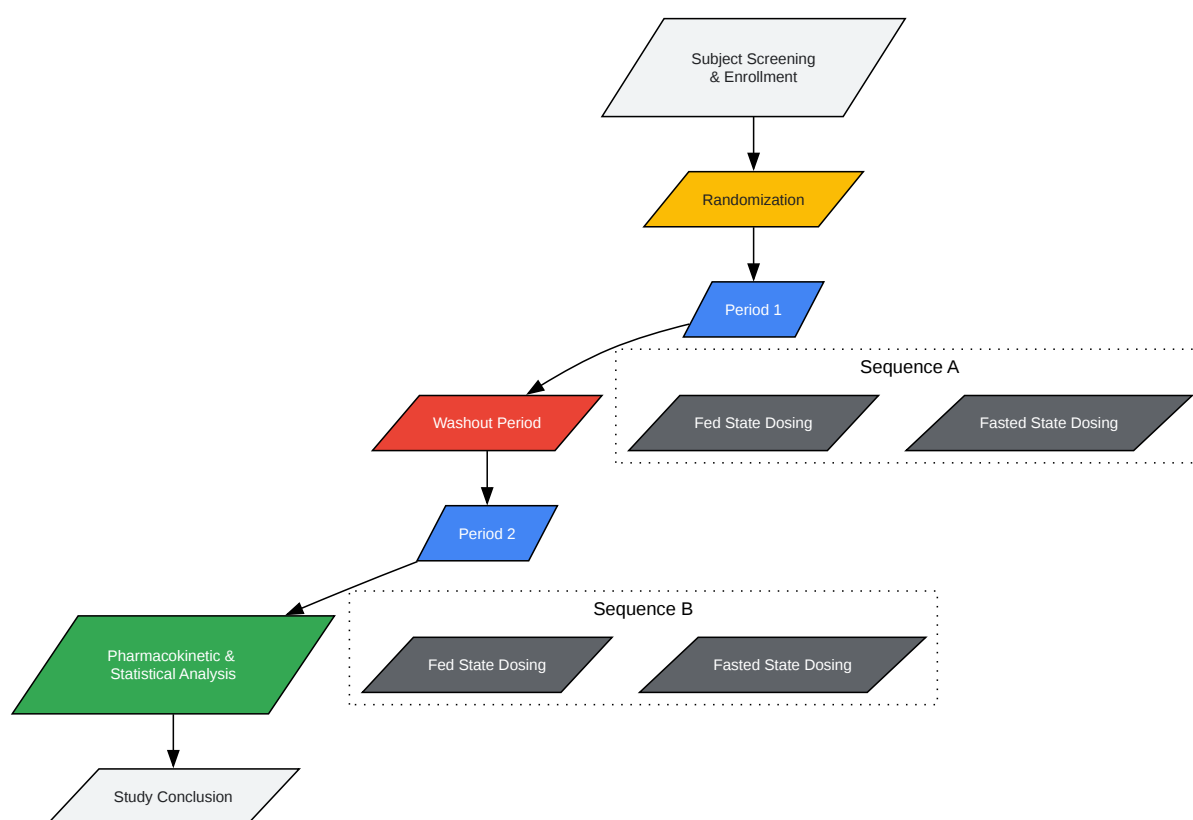 Subject Screening
& Enrollment
Randomization
Period 1
Sequence A
Washout Period
Fed State Dosing
Fasted State Dosing
Period 2
Sequence B
Pharmacokinetic &
Statistical Analysis
Fed State Dosing
Fasted State Dosing
Study Conclusion